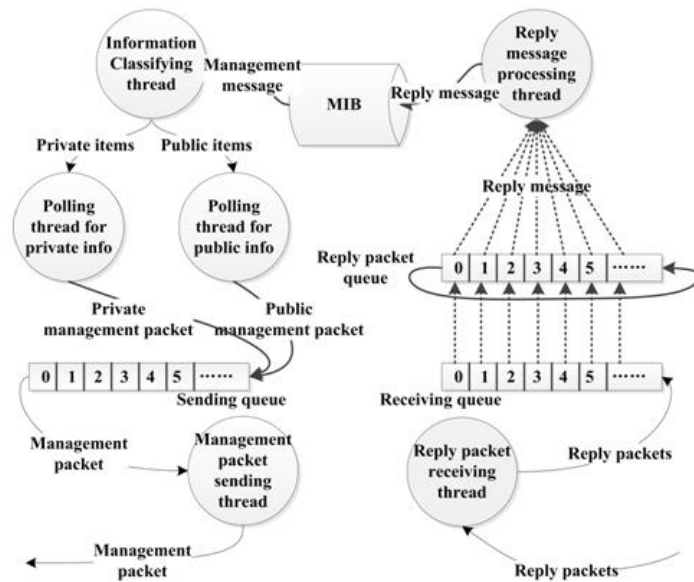 Information
Classifying
thread
Management
message
MIB
Reply message
Reply
message
processing
thread
Private items
Public items
Polling
thread for
private info
Polling
thread for
public info
Reply message
Reply packet
queue
0 1 2 3 4 5 ……
Private
management packet
Public
management packet
0 1 2 3 4 5 ……
Sending queue
0 1 2 3 4 5 ……
Receiving queue
Management
packet
Management
packet
sending
thread
Reply packet
receiving
thread
Reply packets
Management
packet
Reply packets